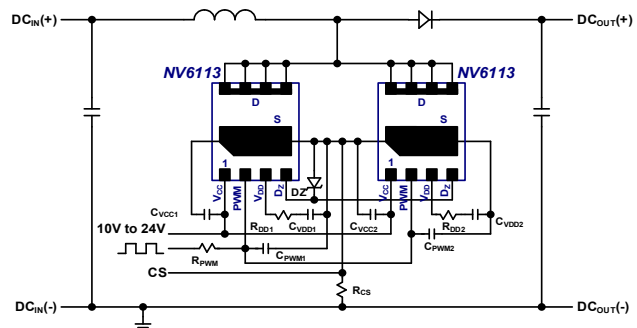 DCIN(+)
DCOUT(+)
NV6113
NV6113
D
D
S
S
1
1
VCC
PWM
VDD
DZ
DZ
VCC
PWM
VDD
DZ
CVCC1
RDD1
CVDD1
CVCC2
RDD2
CVDD2
10V to 24V
RPWM
CPWM1
CPWM2
CS
RCS
DCIN(-)
DCOUT(-)